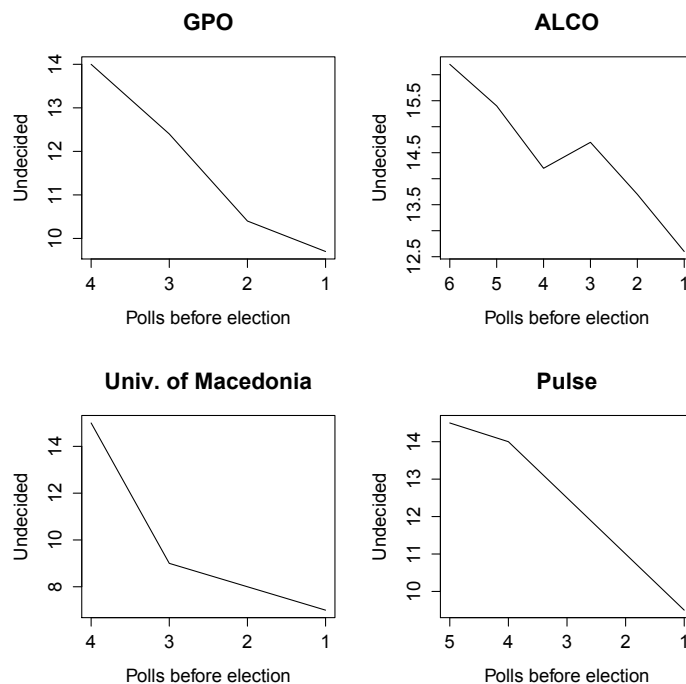 GPO
Undecided
14
13
12
11
10
4 3 2 1
Polls before election
ALCO
Undecided
15.5
14.5
13.5
12.5
6 5 4 3 2 1
Polls before election
Univ. of Macedonia
Undecided
14
12
10
8
4 3 2 1
Polls before election
Pulse
Undecided
14
13
12
11
10
5 4 3 2 1
Polls before election